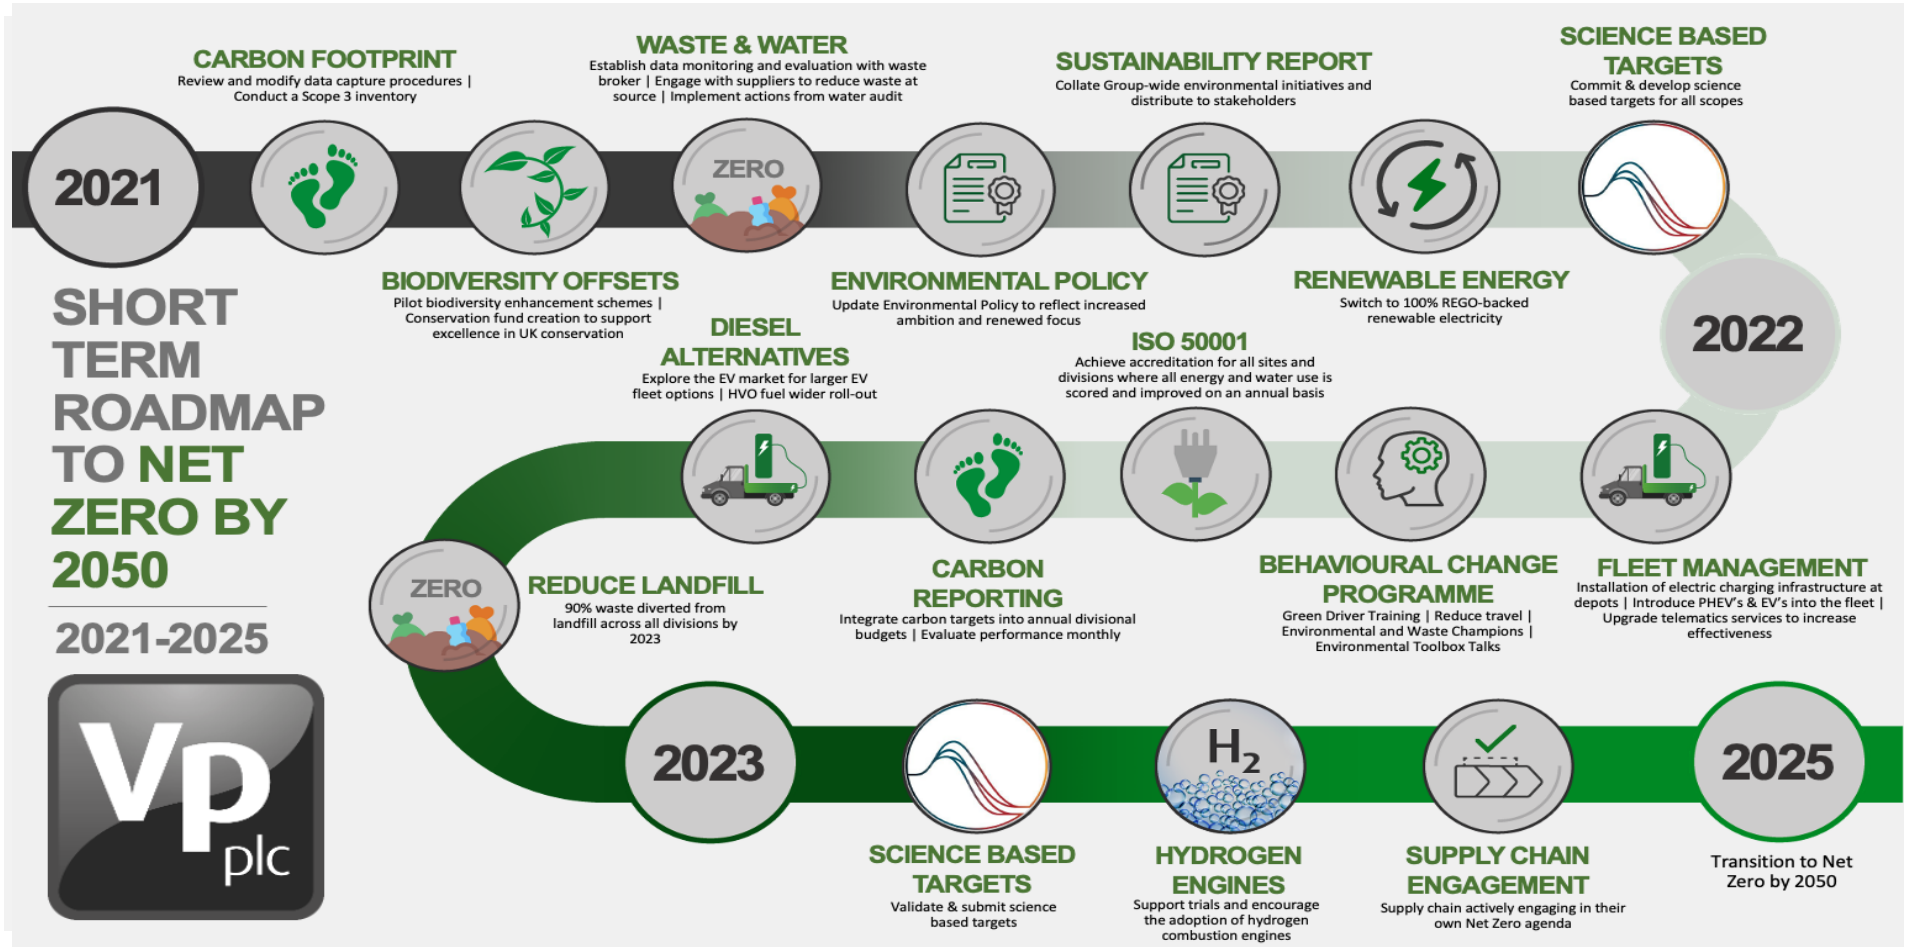 CARBON FOOTPRINT
Review and modify data capture procedures |
Conduct a Scope 3 inventory
WASTE & WATER
Establish data monitoring and evaluation with waste
broker | Engage with suppliers to reduce waste at
source | Implement actions from water audit
SUSTAINABILITY REPORT
Collate Group-wide environmental initiatives and
distribute to stakeholders
SCIENCE BASED
TARGETS
Commit & develop science
based targets for all scopes
2021
ZERO
BIODIVERSITY OFFSETS
Pilot biodiversity enhancement schemes |
Conservation fund creation to support
excellence in UK conservation
ENVIRONMENTAL POLICY
Update Environmental Policy to reflect increased
ambition and renewed focus
RENEWABLE ENERGY
Switch to 100% REGO-backed
renewable electricity
2022
SHORT
TERM
ROADMAP
TO NET
ZERO BY
2050
2021-2025
DIESEL
ALTERNATIVES
Explore the EV market for larger EV
fleet options | HVO fuel wider roll-out
ISO 50001
Achieve accreditation for all sites and
divisions where all energy and water use is
scored and improved on an annual basis
ZERO
REDUCE LANDFILL
90% waste diverted from
landfill across all divisions by
2023
CARBON
REPORTING
Integrate carbon targets into annual divisional
budgets | Evaluate performance monthly
BEHAVIOURAL CHANGE
PROGRAMME
Green Driver Training | Reduce travel |
Environmental and Waste Champions |
Environmental Toolbox Talks
FLEET MANAGEMENT
Installation of electric charging infrastructure at
depots | Introduce PHEV's & EV's into the fleet |
Upgrade telematics services to increase
effectiveness
Vp
plc
2023
H₂
2025
SCIENCE BASED
TARGETS
Validate & submit science
based targets
HYDROGEN
ENGINES
Support trials and encourage
the adoption of hydrogen
combustion engines
SUPPLY CHAIN
ENGAGEMENT
Supply chain actively engaging in their
own Net Zero agenda
Transition to Net
Zero by 2050